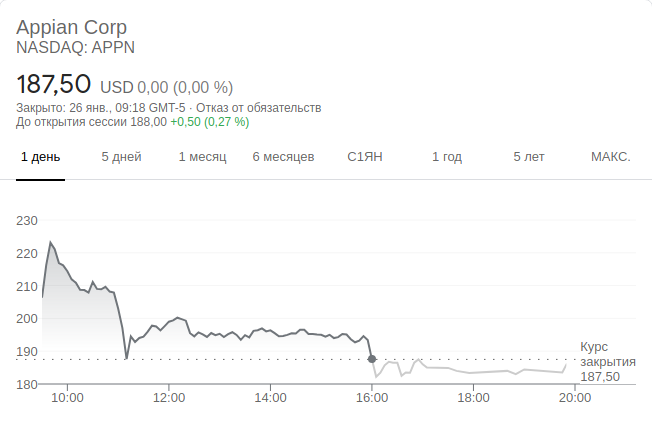 Appian Corp
NASDAQ: APPN
187,50 USD 0,00 (0,00 %)
Закрыто: 26 янв., 09:18 GMT-5 · Отказ от обязательств
До открытия сессии 188,00 +0,50 (0,27 %)
1 день 5 дней 1 месяц 6 месяцев С1ЯН 1 год 5 лет МАКС.
230
220
210
200
190
180
Курс
закрытия
187,50
10:00 12:00 14:00 16:00 18:00 20:00